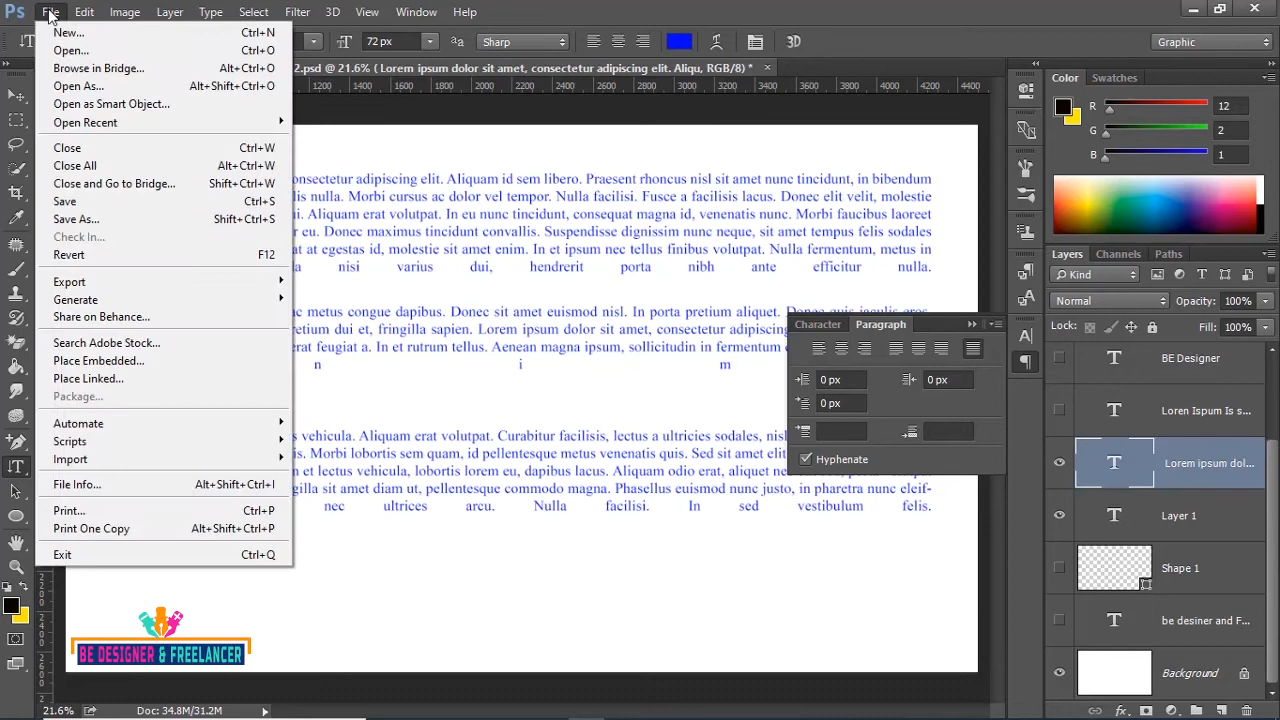 Ps File Edit Image Layer Type Select Filter 3D View Window Help
72 px Sharp 3D Graphic
2.psd @ 21.6% ( Lorem ipsum dolor sit amet, consectetur adipiscing elit. Aliqu, RGB/8) *
1200 1400 1600 1800 2000 2200 2400 2600 2800 3000 3200 3400 3600 3800 4000 4200 4400
New... Ctrl+N
Open... Ctrl+O
Browse in Bridge... Alt+Ctrl+O
Open As... Alt+Shift+Ctrl+O
Open as Smart Object...
Open Recent
Close Ctrl+W
Close All Alt+Ctrl+W
Close and Go to Bridge... Shift+Ctrl+W
Save Ctrl+S
Save As... Shift+Ctrl+S
Check In...
Revert F12
Export
Generate
Share on Behance...
Search Adobe Stock...
Place Embedded...
Place Linked...
Package...
Automate
Scripts
Import
File Info... Alt+Shift+Ctrl+I
Print... Ctrl+P
Print One Copy Alt+Shift+Ctrl+P
Exit Ctrl+Q
onsectetur adipiscing elit. Aliquam id sem libero. Praesent rhoncus nisl sit amet nunc tincidunt, in bibendum
lis nulla. Morbi cursus ac dolor vel tempor. Nulla facilisi. Fusce a facilisis lacus. Donec elit velit, molestie
ui. Aliquam erat volutpat. In eu nunc tincidunt, consequat magna id, venenatis nunc. Morbi faucibus laoreet
r eu. Donec maximus tincidunt convallis. Suspendisse dignissim nunc neque, sit amet tempus felis sodales
at at egestas id, molestie sit amet enim. In et ipsum nec tellus finibus volutpat. Nulla fermentum, metus in
a nisi varius dui, hendrerit porta nibh ante efficitur nulla.
ac metus congue dapibus. Donec sit amet euismod nisl. In porta pretium aliquet. Donec quis iaculis eros.
retium dui et, fringilla sapien. Lorem ipsum dolor sit amet, consectetur adipiscing
erat feugiat a. In et rutrum tellus. Aenean magna ipsum, sollicitudin in fermentum
n i m
s vehicula. Aliquam erat volutpat. Curabitur facilisis, lectus a ultricies sodales, nisl
s. Morbi lobortis sem quam, id pellentesque metus venenatis quis. Sed sit amet elit
n et lectus vehicula, lobortis lorem eu, dapibus lacus. Aliquam odio erat, aliquet nec
gilla sit amet diam ut, pellentesque commodo magna. Phasellus euismod nunc justo, in pharetra nunc eleif-
nec ultrices arcu. Nulla facilisi. In sed vestibulum felis.
BE DESIGNER & FREELANCER
21.6% Doc: 34.8M/31.2M
Character Paragraph
0 px 0 px
0 px
Hyphenate
Color Swatches
R 12
G 2
B 1
Layers Channels Paths
Kind
Normal Opacity: 100%
Lock: Fill: 100%
T BE Designer
T Loren Ispum Is s...
T Lorem ipsum dol...
T Layer 1
Shape 1
T be desiner and F...
Background